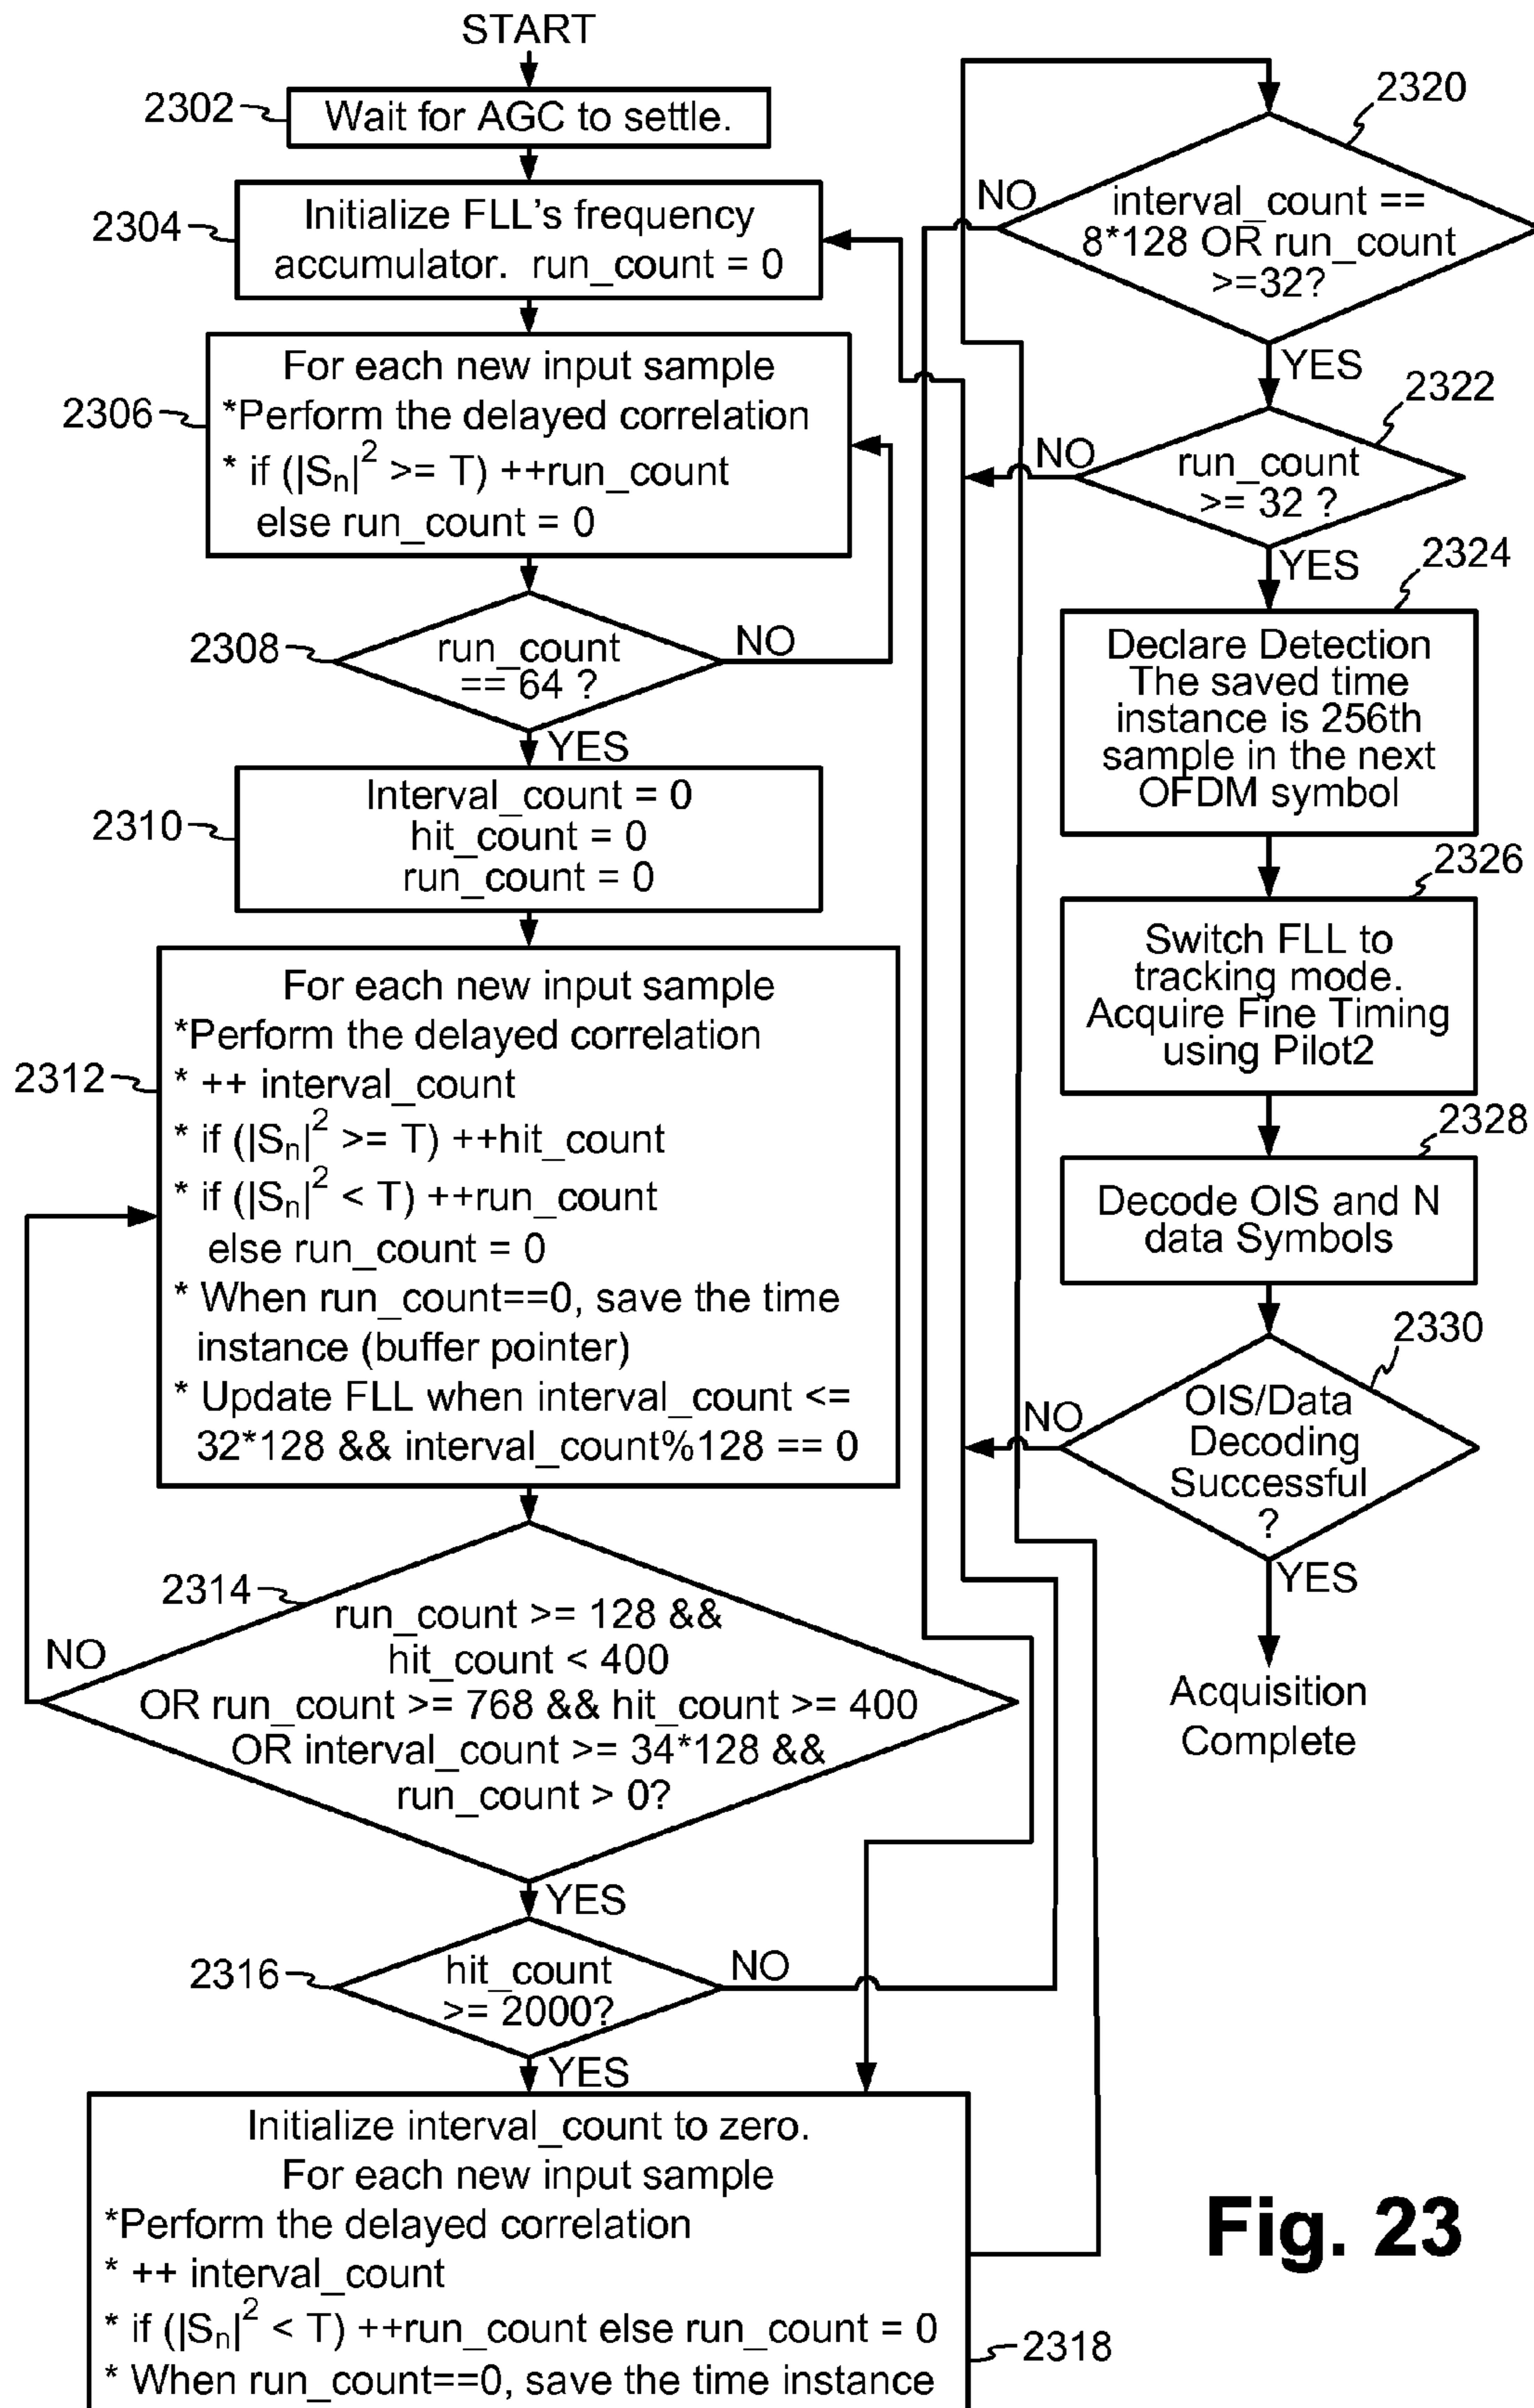 START
2302
Wait for AGC to settle.
2304
Initialize FLL's frequency
accumulator. run_count = 0
2306
For each new input sample
*Perform the delayed correlation
* if (|Sn|² >= T) ++run_count
else run_count = 0
2308
run_count
== 64 ?
NO
YES
2310
Interval_count = 0
hit_count = 0
run_count = 0
2312
For each new input sample
*Perform the delayed correlation
* ++ interval_count
* if (|Sn|² >= T) ++hit_count
* if (|Sn|² < T) ++run_count
else run_count = 0
* When run_count==0, save the time
instance (buffer pointer)
* Update FLL when interval_count <=
32*128 && interval_count%128 == 0
2314
run_count >= 128 &&
hit_count < 400
OR run_count >= 768 && hit_count >= 400
OR interval_count >= 34*128 &&
run_count > 0?
NO
YES
2316
hit_count
>= 2000?
NO
YES
Initialize interval_count to zero.
For each new input sample
*Perform the delayed correlation
* ++ interval_count
* if (|Sn|² < T) ++run_count else run_count = 0
* When run_count==0, save the time instance
2318
2320
NO
interval_count ==
8*128 OR run_count
>=32?
YES
2322
NO
run_count
>= 32 ?
YES
2324
Declare Detection
The saved time
instance is 256th
sample in the next
OFDM symbol
2326
Switch FLL to
tracking mode.
Acquire Fine Timing
using Pilot2
2328
Decode OIS and N
data Symbols
2330
NO
OIS/Data
Decoding
Successful
?
YES
Acquisition
Complete
Fig. 23